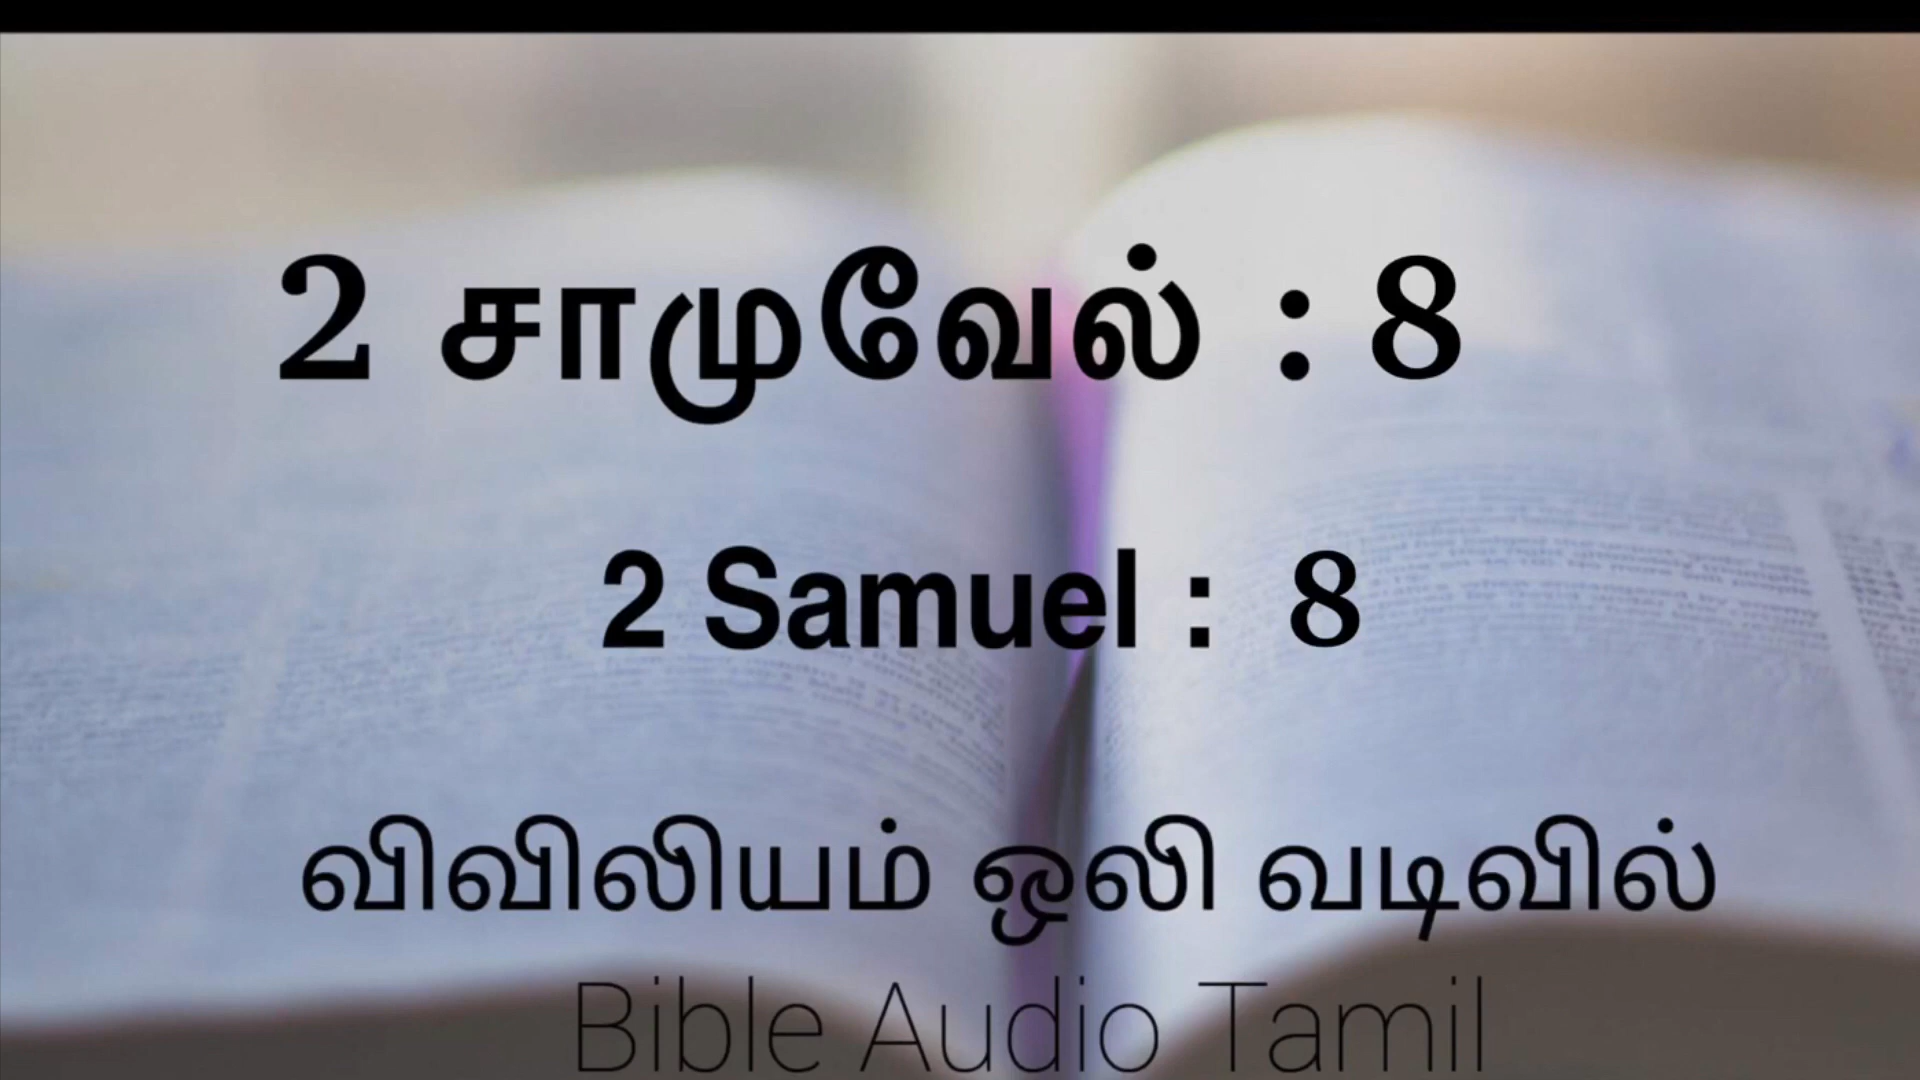 2 சாமுவேல் : 8
2 Samuel : 8
விவிலியம் ஒலி வடிவில்
Bible Audio Tamil